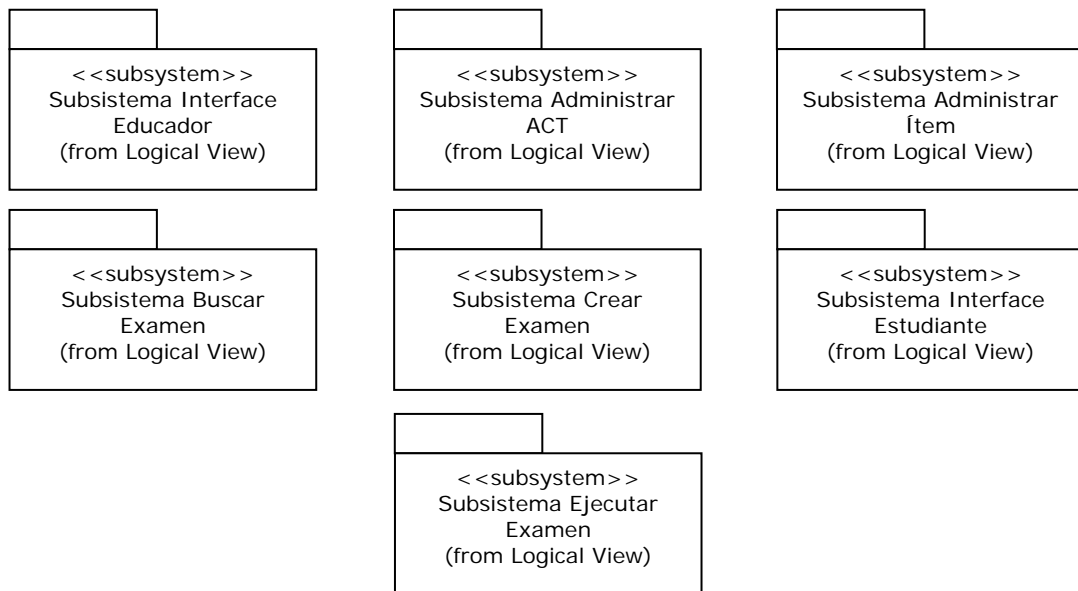 <<subsystem>>
Subsistema Interface
Educador
(from Logical View)
<<subsystem>>
Subsistema Administrar
ACT
(from Logical View)
<<subsystem>>
Subsistema Administrar
Ítem
(from Logical View)
<<subsystem>>
Subsistema Buscar
Examen
(from Logical View)
<<subsystem>>
Subsistema Crear
Examen
(from Logical View)
<<subsystem>>
Subsistema Interface
Estudiante
(from Logical View)
<<subsystem>>
Subsistema Ejecutar
Examen
(from Logical View)